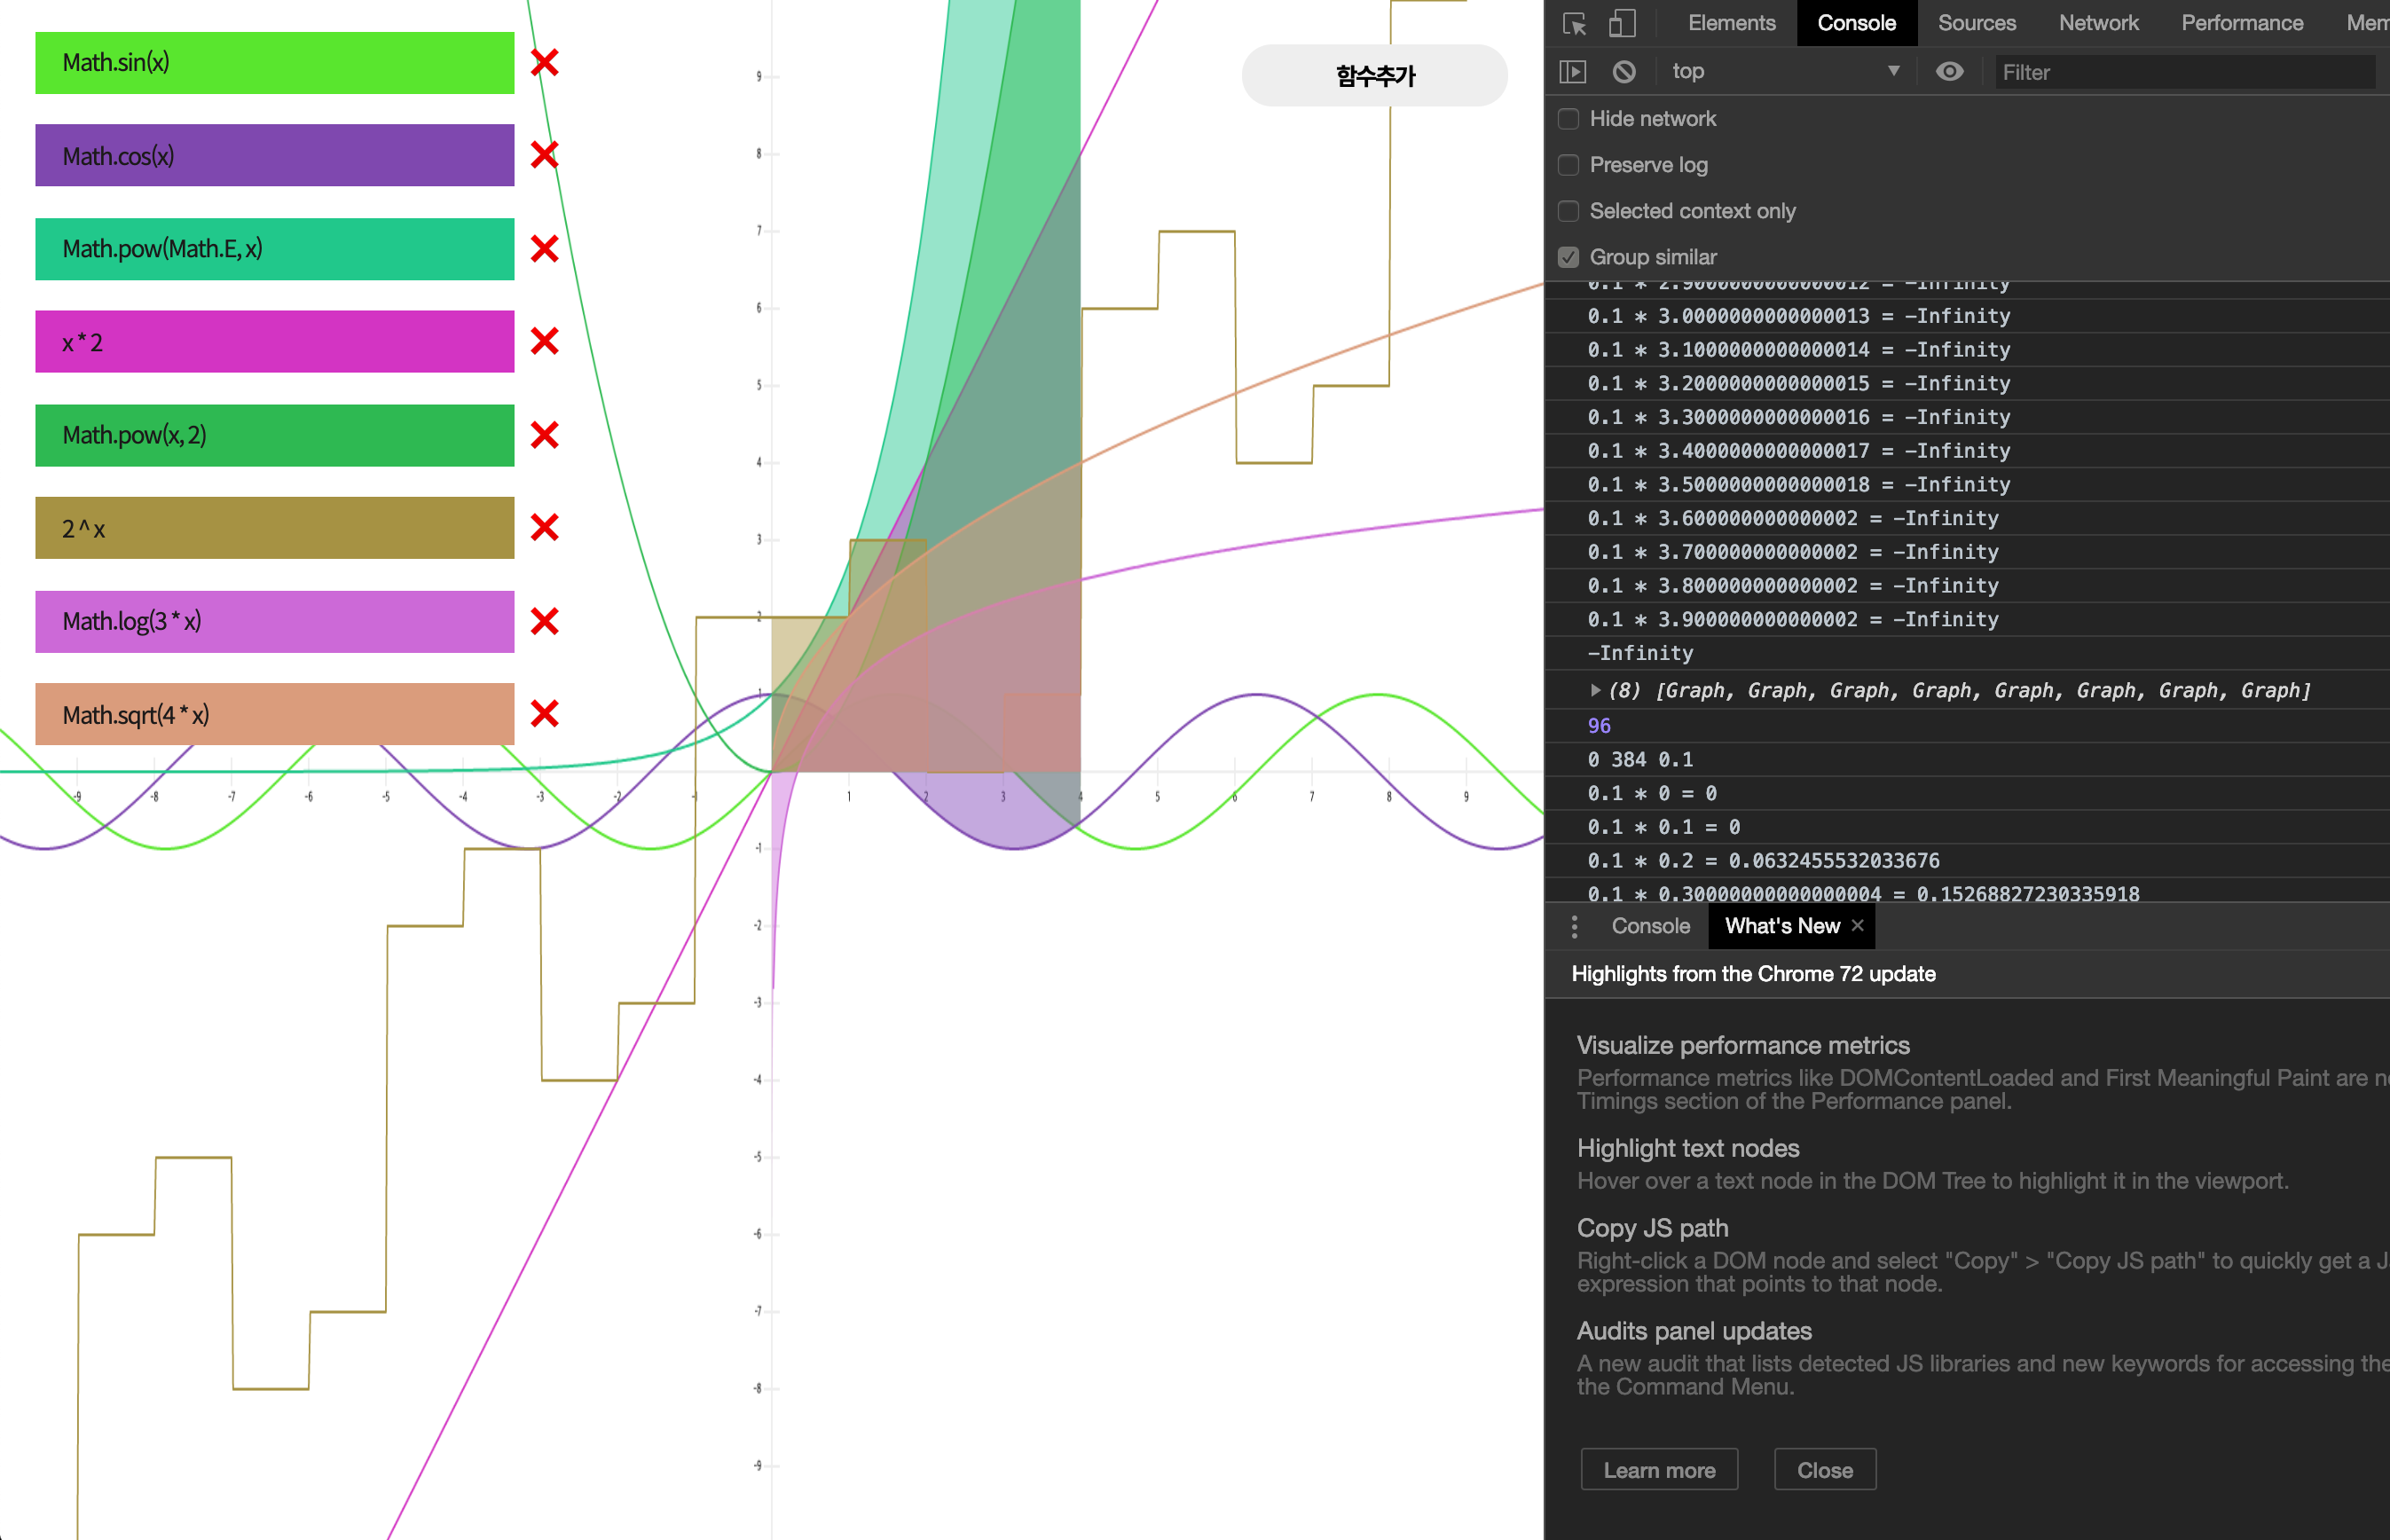 Math.sin(x)
Math.cos(x)
Math.pow(Math.E, x)
x * 2
Math.pow(x, 2)
2 ^ x
Math.log(3 * x)
Math.sqrt(4 * x)
함수추가
9
8
7
6
5
4
3
2
1
-1
-2
-3
-4
-5
-6
-7
-8
-9
-9 -8 -7 -6 -5 -4 -3 -2 -1 1 2 3 4 5 6 7 8 9
Elements Console Sources Network Performance Mem
top ▼ Filter
Hide network
Preserve log
Selected context only
Group similar
0.1 * 2.9000000000000012 = -Infinity
0.1 * 3.0000000000000013 = -Infinity
0.1 * 3.1000000000000014 = -Infinity
0.1 * 3.2000000000000015 = -Infinity
0.1 * 3.3000000000000016 = -Infinity
0.1 * 3.4000000000000017 = -Infinity
0.1 * 3.5000000000000018 = -Infinity
0.1 * 3.600000000000002 = -Infinity
0.1 * 3.700000000000002 = -Infinity
0.1 * 3.800000000000002 = -Infinity
0.1 * 3.900000000000002 = -Infinity
-Infinity
(8) [Graph, Graph, Graph, Graph, Graph, Graph, Graph, Graph]
96
0 384 0.1
0.1 * 0 = 0
0.1 * 0.1 = 0
0.1 * 0.2 = 0.0632455532033676
0.1 * 0.30000000000000004 = 0.15268827230335918
Console What's New ×
Highlights from the Chrome 72 update
Visualize performance metrics
Performance metrics like DOMContentLoaded and First Meaningful Paint are n
Timings section of the Performance panel.
Highlight text nodes
Hover over a text node in the DOM Tree to highlight it in the viewport.
Copy JS path
Right-click a DOM node and select "Copy" > "Copy JS path" to quickly get a J
expression that points to that node.
Audits panel updates
A new audit that lists detected JS libraries and new keywords for accessing the
the Command Menu.
Learn more Close